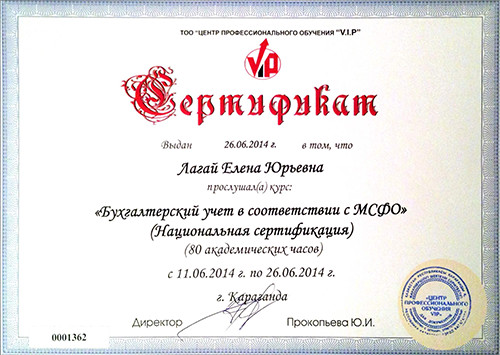 ТОО "ЦЕНТР ПРОФЕССИОНАЛЬНОГО ОБУЧЕНИЯ "V.I.P"
VIP
Сертификат
Выдан 26.06.2014 г. в том, что
Лагай Елена Юрьевна
прослушал(а) курс:
«Бухгалтерский учет в соответствии с МСФО»
(Национальная сертификация)
(80 академических часов)
с 11.06.2014 г. по 26.06.2014 г.
г. Караганда
Директор Прокопьева Ю.И.
0001362
«ЦЕНТР
ПРОФЕССИОНАЛЬНОГО
ОБУЧЕНИЯ
VIP»
ДЛЯ ДОКУМЕНТОВ